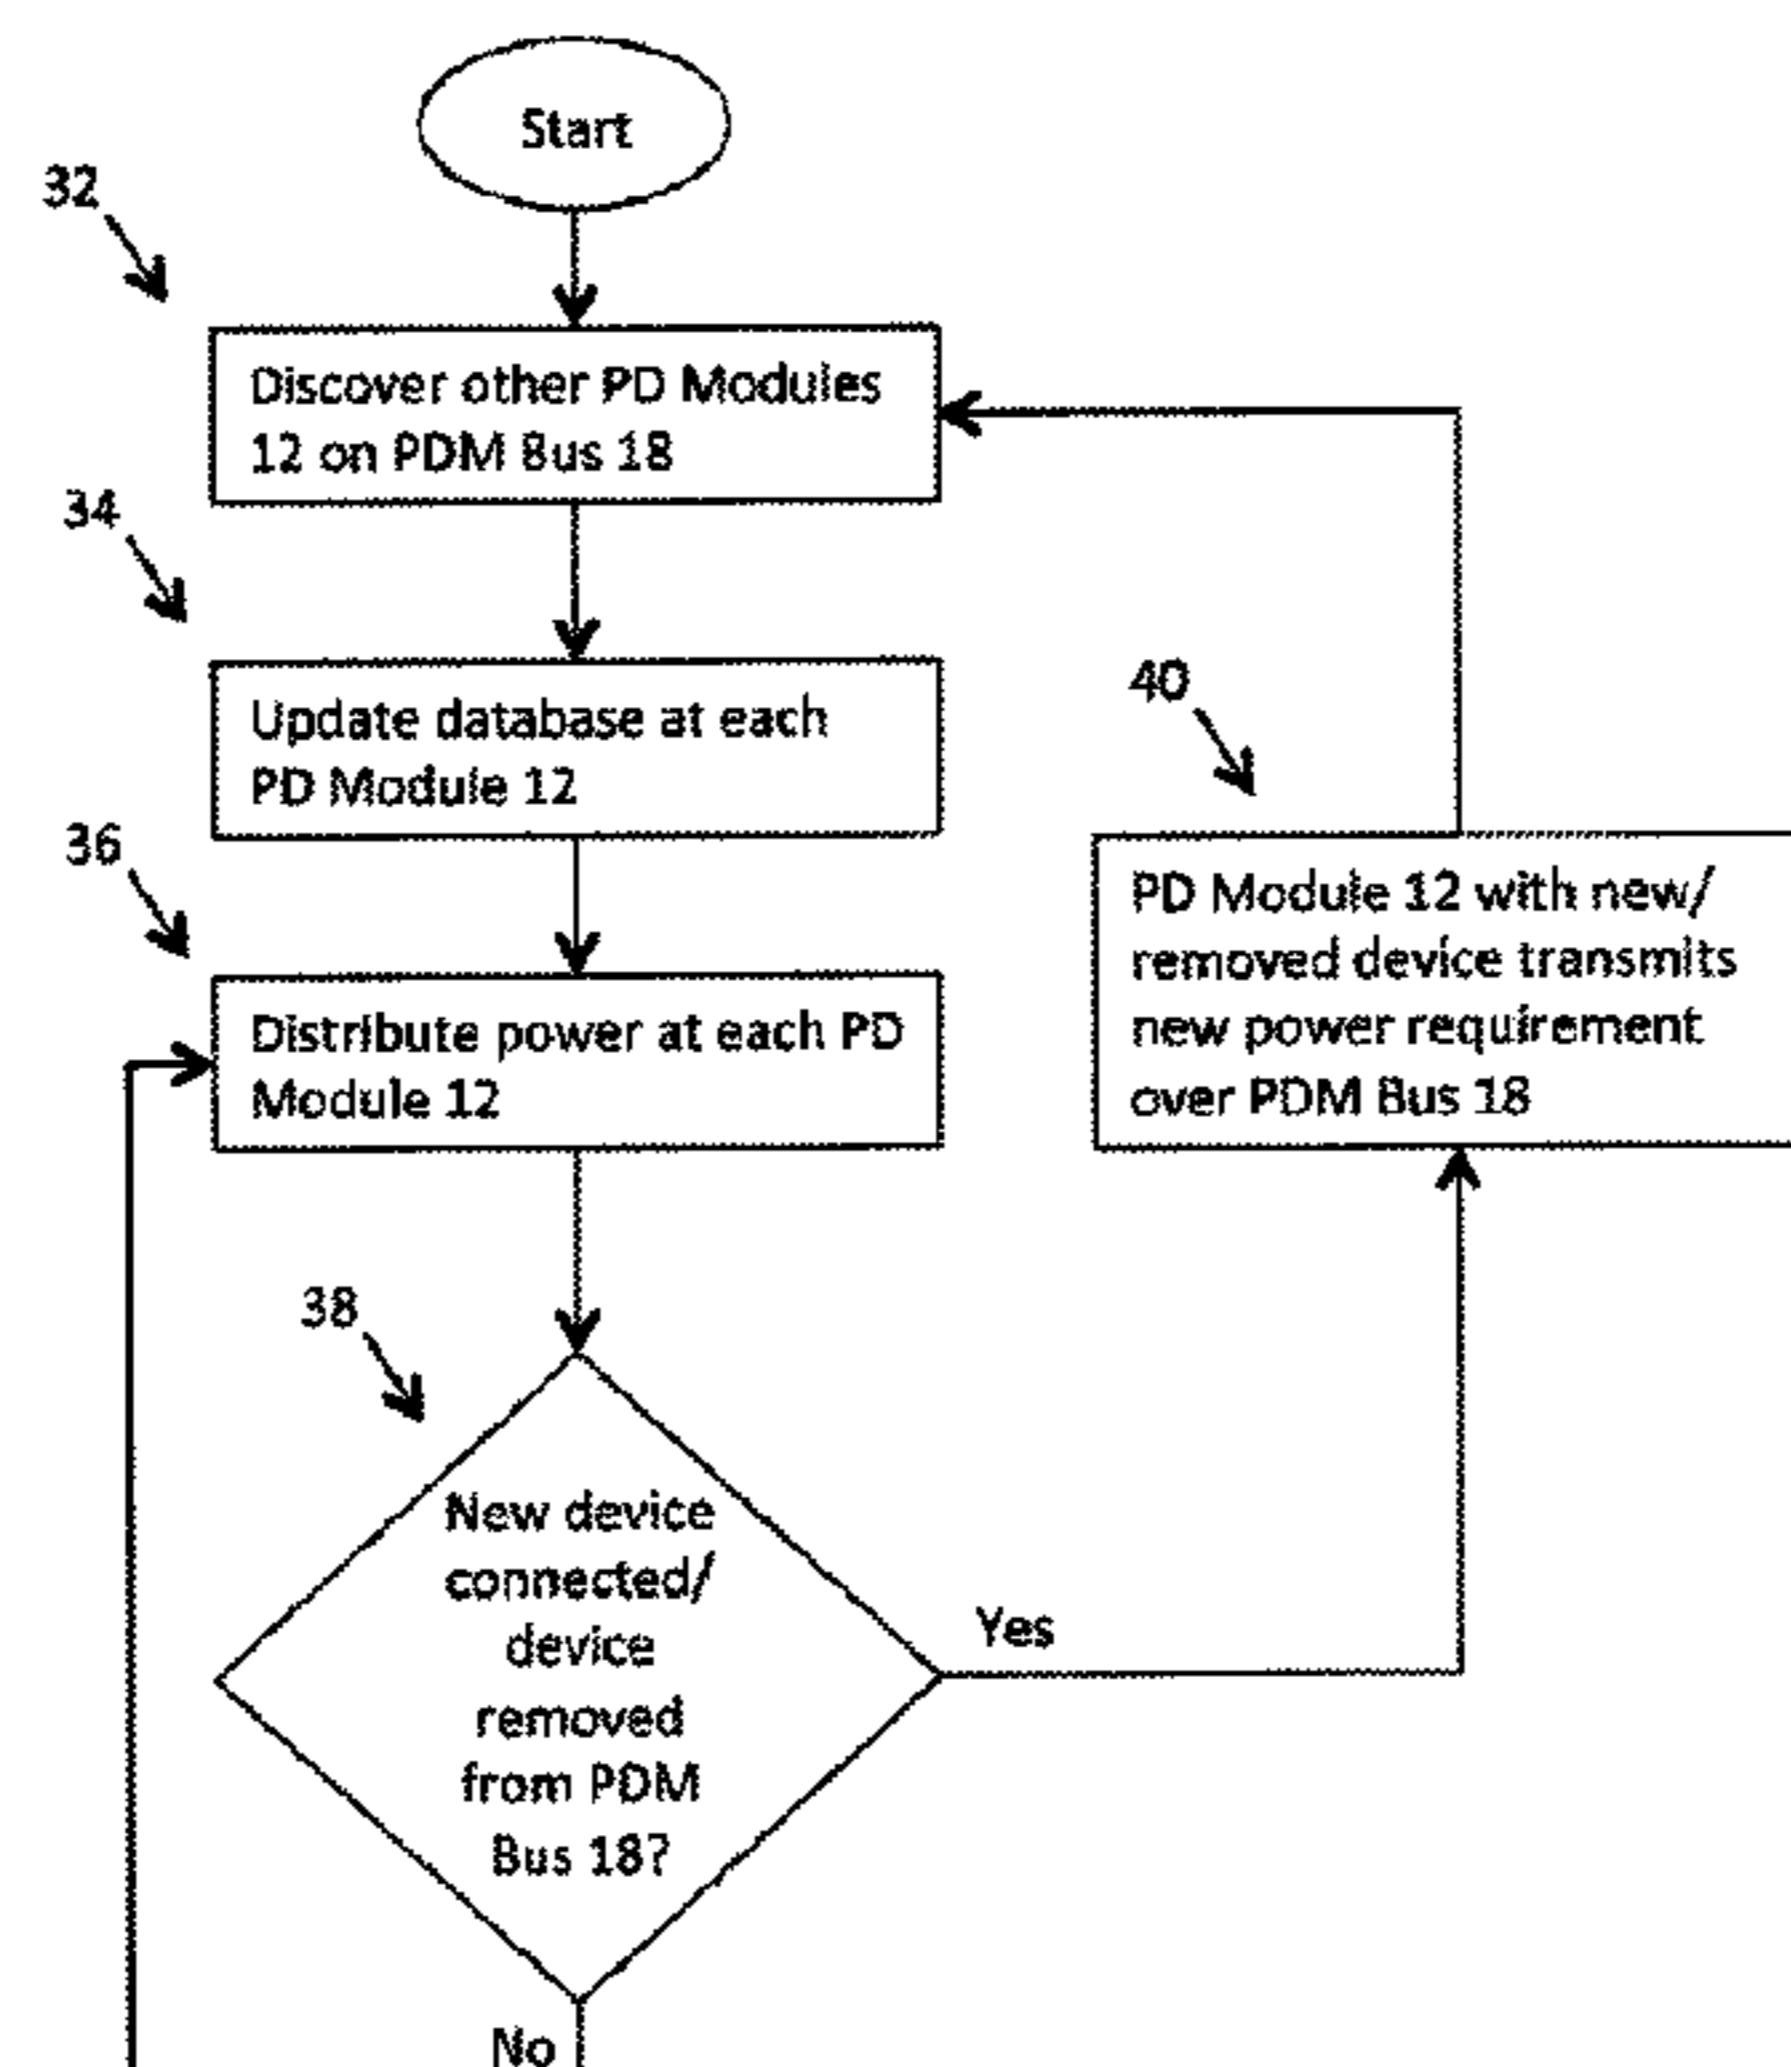 Start
32
Discover other PD Modules
12 on PDM Bus 18
34
Update database at each
PD Module 12
40
36
PD Module 12 with new/
removed device transmits
new power requirement
over PDM Bus 18
Distribute power at each PD
Module 12
38
New device
connected/
device
removed
from PDM
Bus 18?
Yes
No